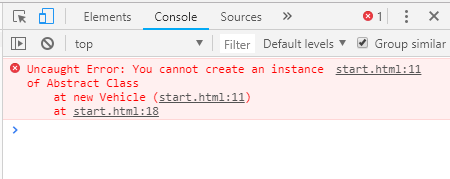 Elements Console Sources » 1
top Filter Default levels Group similar
Uncaught Error: You cannot create an instance start.html:11
of Abstract Class
at new Vehicle (start.html:11)
at start.html:18